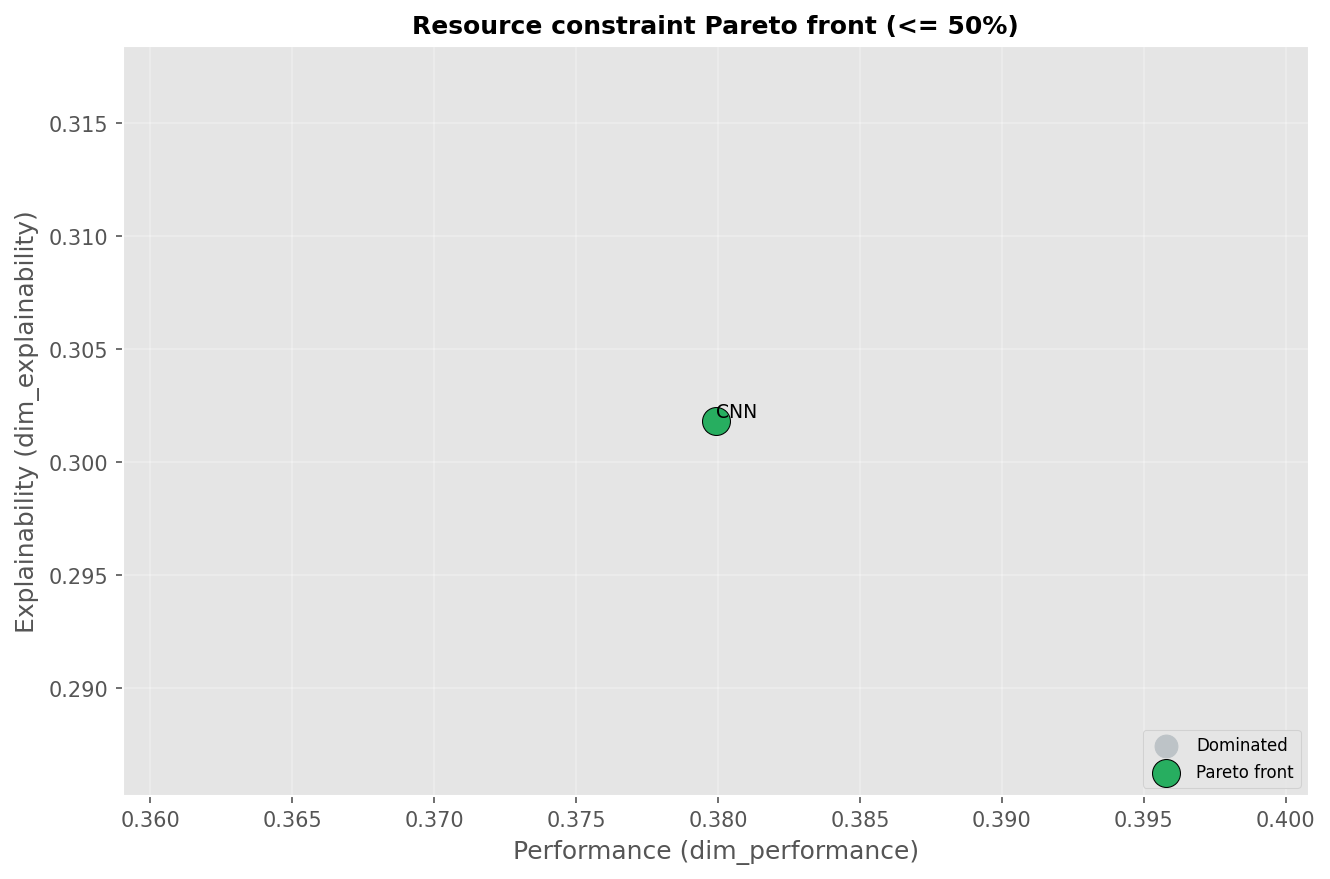 Resource constraint Pareto front (<= 50%)
Explainability (dim_explainability)
0.315
0.310
0.305
0.300
0.295
0.290
CNN
Dominated
Pareto front
0.360 0.365 0.370 0.375 0.380 0.385 0.390 0.395 0.400
Performance (dim_performance)